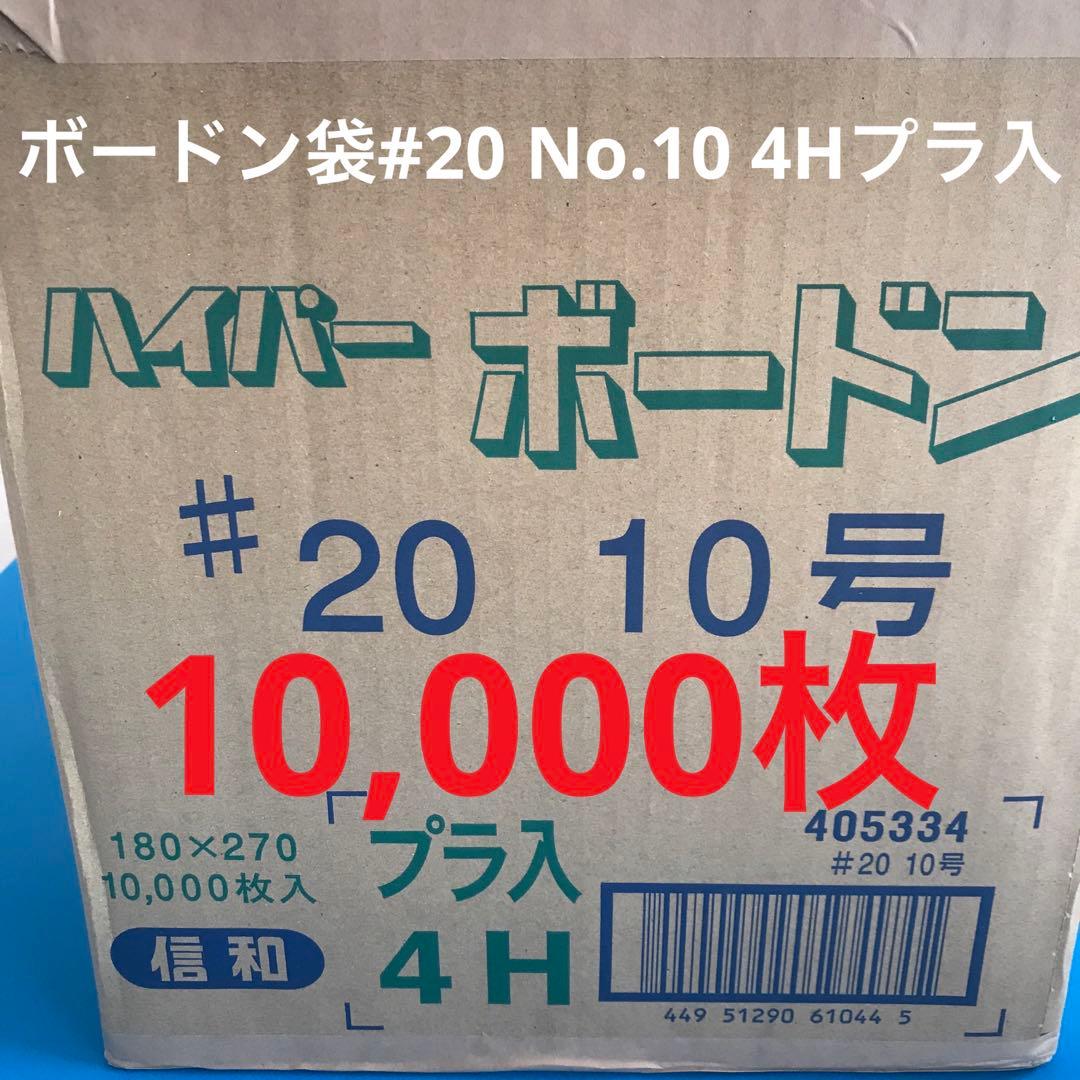 ボードン袋#20 No.10 4Hプラ入
ハイパー ボードン
#20 10号
10,000枚
180×270
10,000枚入
信和
プラ入
4H
405334
#20 10号
449 51290 61044 5